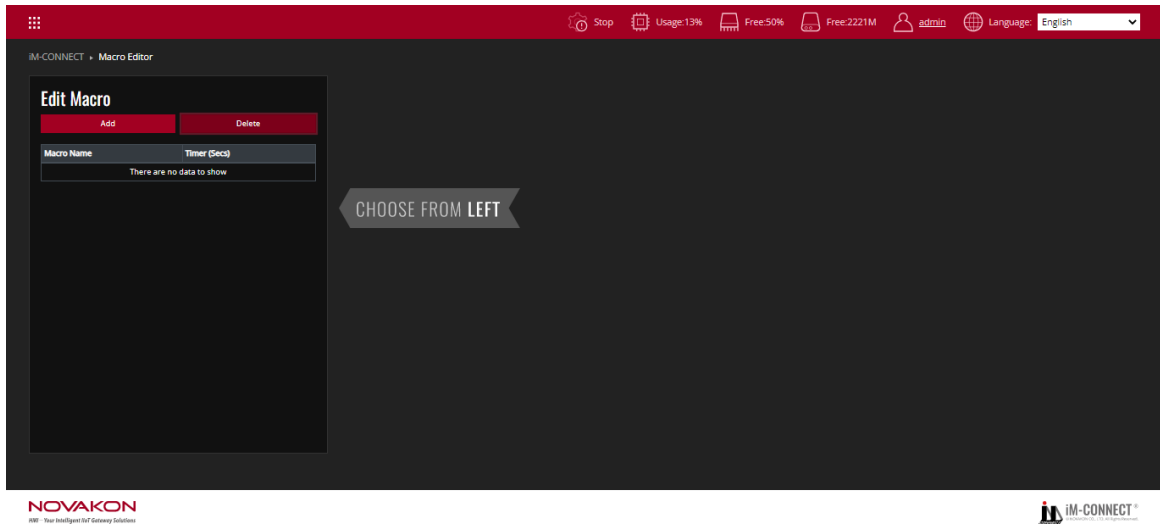 Stop Usage:13% Free:50% Free:2221M admin Language: English
iM-CONNECT ▸ Macro Editor
Edit Macro
Add Delete
Macro Name Timer (Secs)
There are no data to show
CHOOSE FROM LEFT
NOVAKON iM-CONNECT®
HMI - Your Intelligent IIoT Gateway Solutions